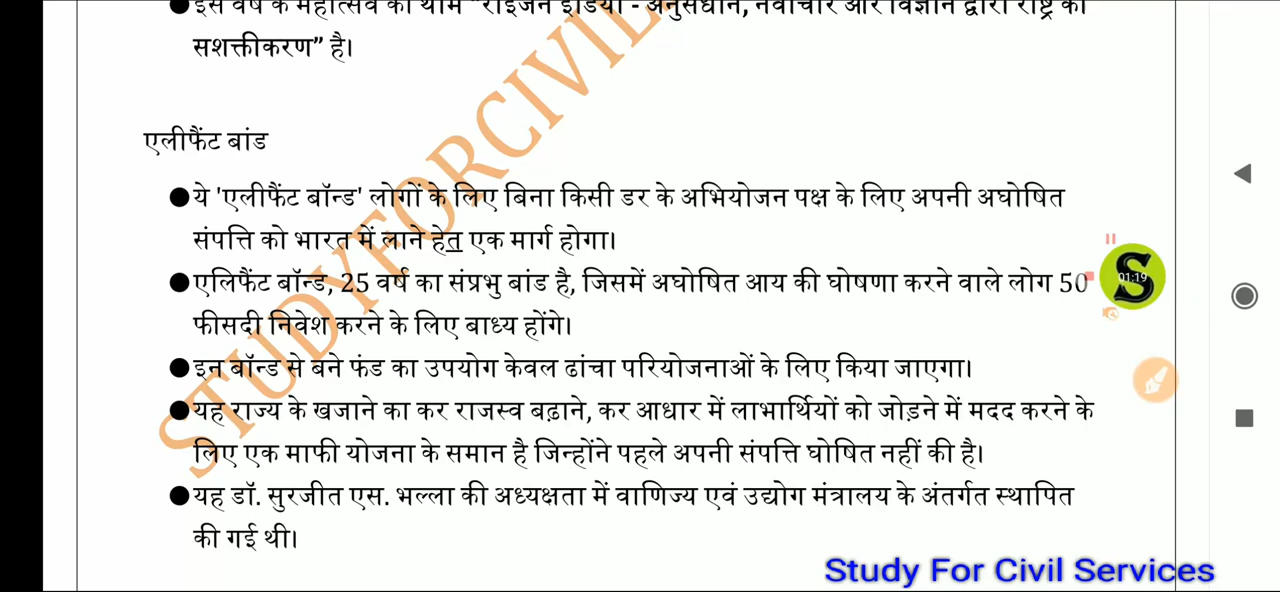 इस वर्ष के महोत्सव की थीम "राइजन इंडिया - अनुसंधान, नवाचार और विज्ञान द्वारा राष्ट्र का
सशक्तीकरण” है।
एलीफैंट बांड
● ये 'एलीफैंट बॉन्ड' लोगों के लिए बिना किसी डर के अभियोजन पक्ष के लिए अपनी अघोषित
संपत्ति को भारत में लाने हेतु एक मार्ग होगा।
● एलिफैंट बॉन्ड, 25 वर्ष का संप्रभु बांड है, जिसमें अघोषित आय की घोषणा करने वाले लोग 50
फीसदी निवेश करने के लिए बाध्य होंगे।
● इन बॉन्ड से बने फंड का उपयोग केवल ढांचा परियोजनाओं के लिए किया जाएगा।
● यह राज्य के खजाने का कर राजस्व बढ़ाने, कर आधार में लाभार्थियों को जोड़ने में मदद करने के
लिए एक माफी योजना के समान है जिन्होंने पहले अपनी संपत्ति घोषित नहीं की है।
● यह डॉ. सुरजीत एस. भल्ला की अध्यक्षता में वाणिज्य एवं उद्योग मंत्रालय के अंतर्गत स्थापित
की गई थी।
STUDYFORCIVIL
S
01:19
Study For Civil Services